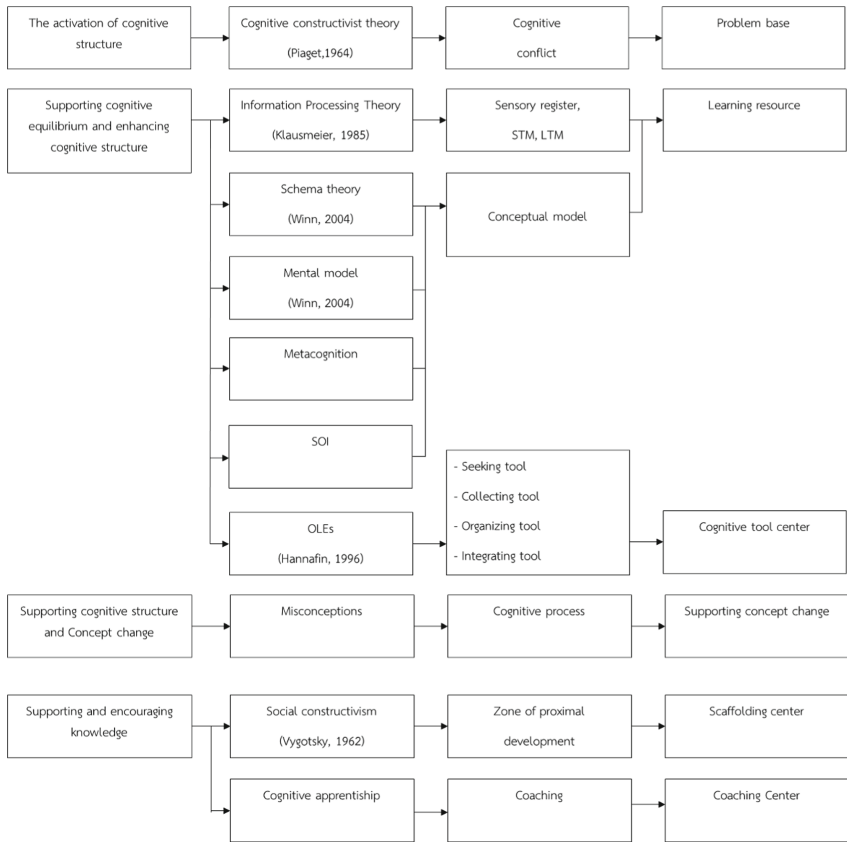 The activation of cognitive
structure
Cognitive constructivist theory
(Piaget,1964)
Cognitive
conflict
Problem base
Supporting cognitive
equilibrium and enhancing
cognitive structure
Information Processing Theory
(Klausmeier, 1985)
Sensory register,
STM, LTM
Learning resource
Schema theory
(Winn, 2004)
Conceptual model
Mental model
(Winn, 2004)
Metacognition
SOI
OLEs
(Hannafin, 1996)
- Seeking tool
- Collecting tool
- Organizing tool
- Integrating tool
Cognitive tool center
Supporting cognitive structure
and Concept change
Misconceptions
Cognitive process
Supporting concept change
Supporting and encouraging
knowledge
Social constructivism
(Vygotsky, 1962)
Zone of proximal
development
Scaffolding center
Cognitive apprentiship
Coaching
Coaching Center